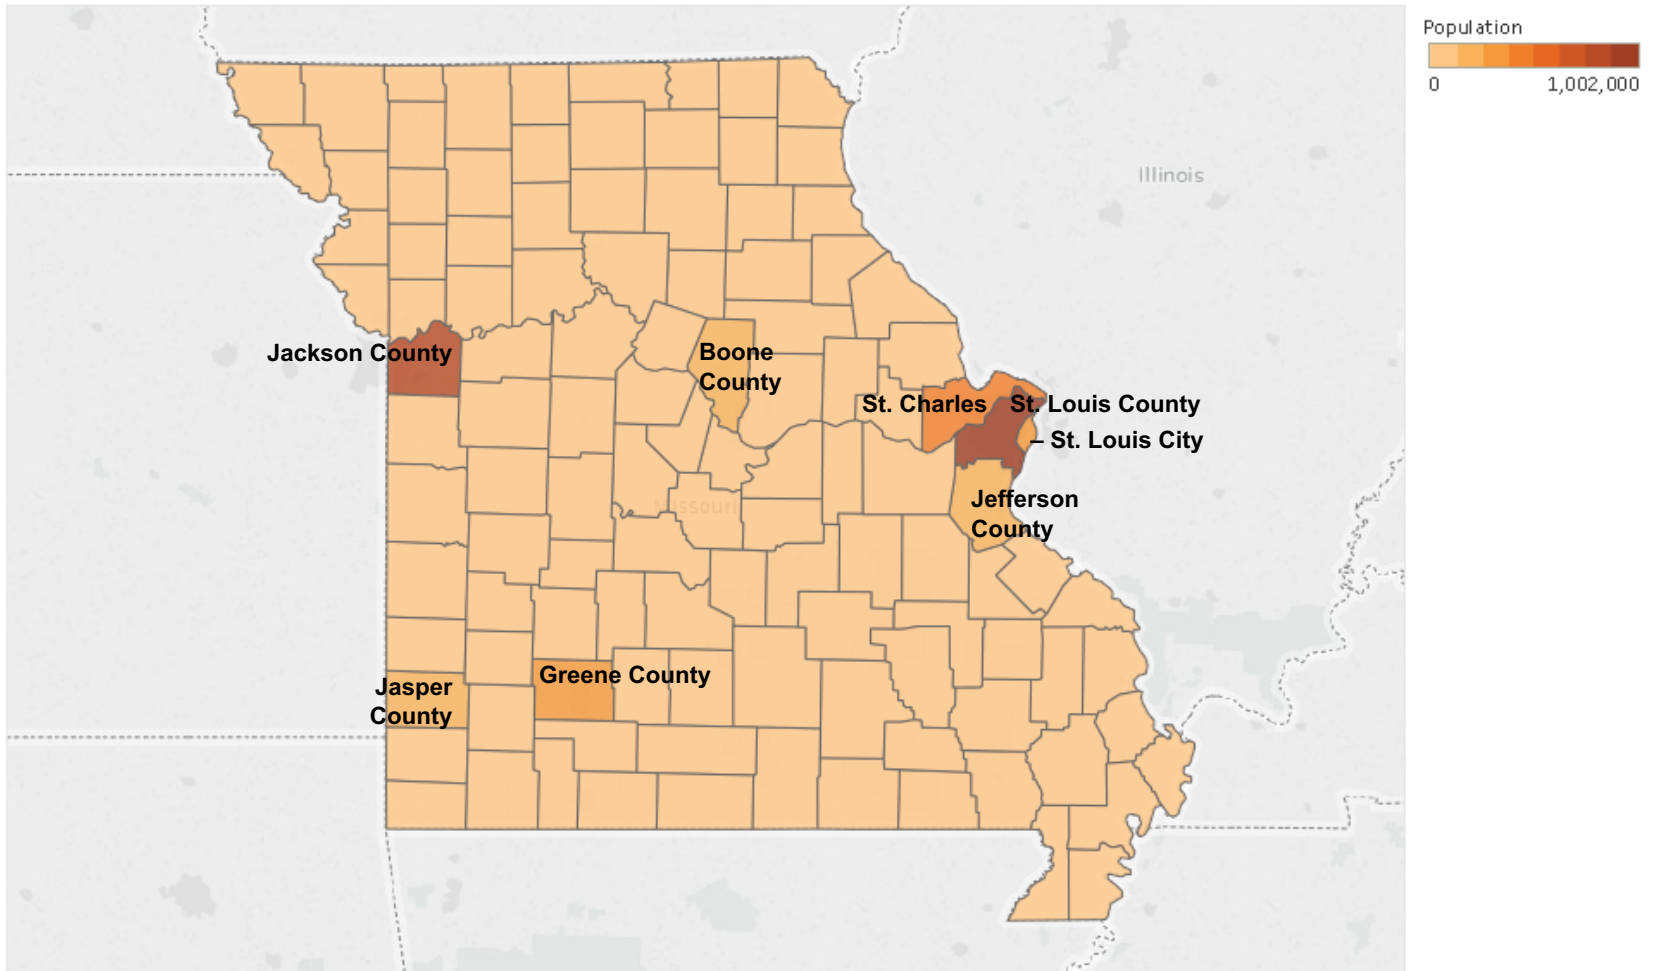 Population
0
1,002,000
Illinois
Jackson County
Boone
County
St. Charles
St. Louis County
– St. Louis City
Jefferson
County
Missouri
Greene County
Jasper
County